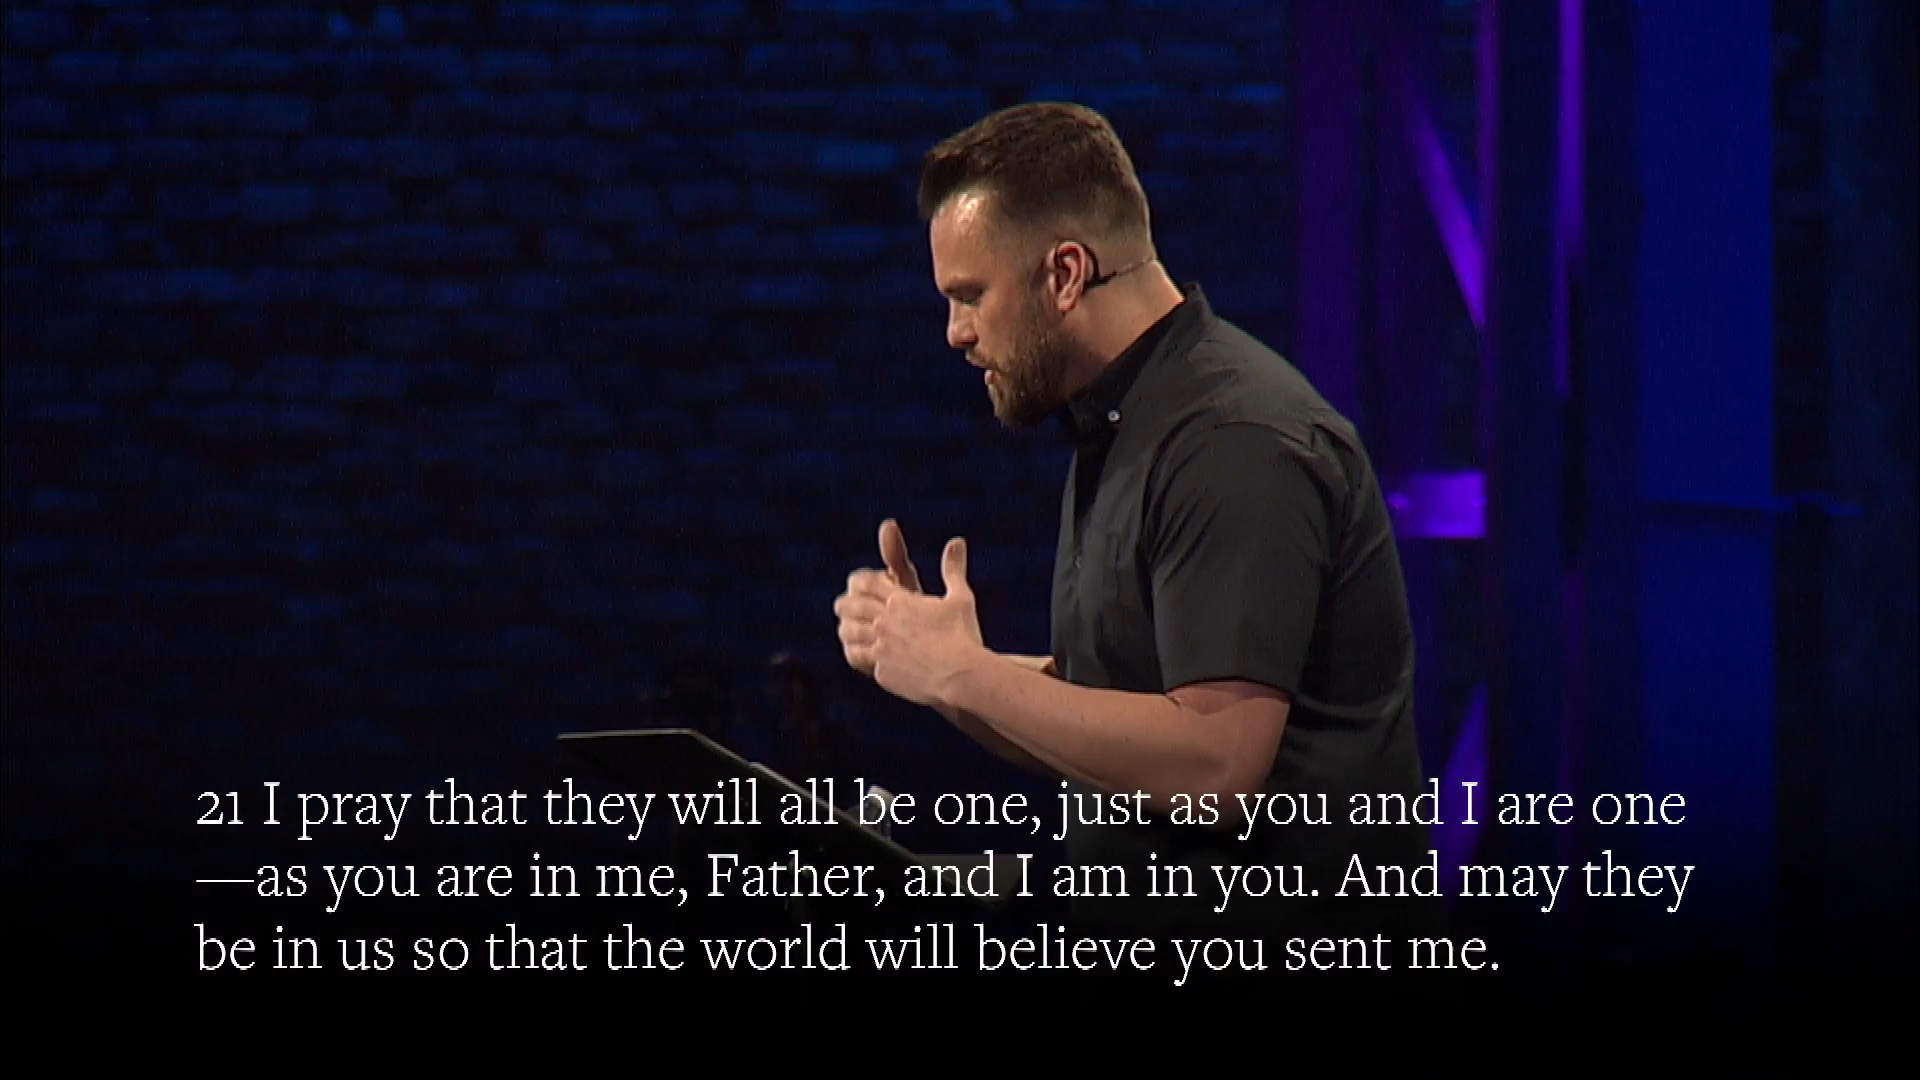 21 I pray that they will all be one, just as you and I are one
—as you are in me, Father, and I am in you. And may they
be in us so that the world will believe you sent me.